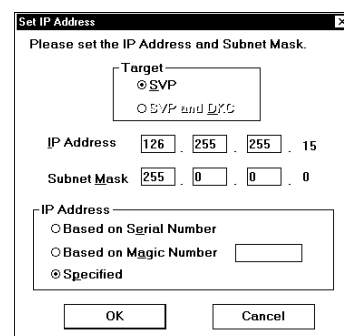 Set IP Address
Please set the IP Address and Subnet Mask.
Target
SVP
SVP and DKC
IP Address 126 . 255 . 255 . 15
Subnet Mask 255 . 0 . 0 . 0
IP Address
Based on Serial Number
Based on Magic Number
Specified
OK Cancel